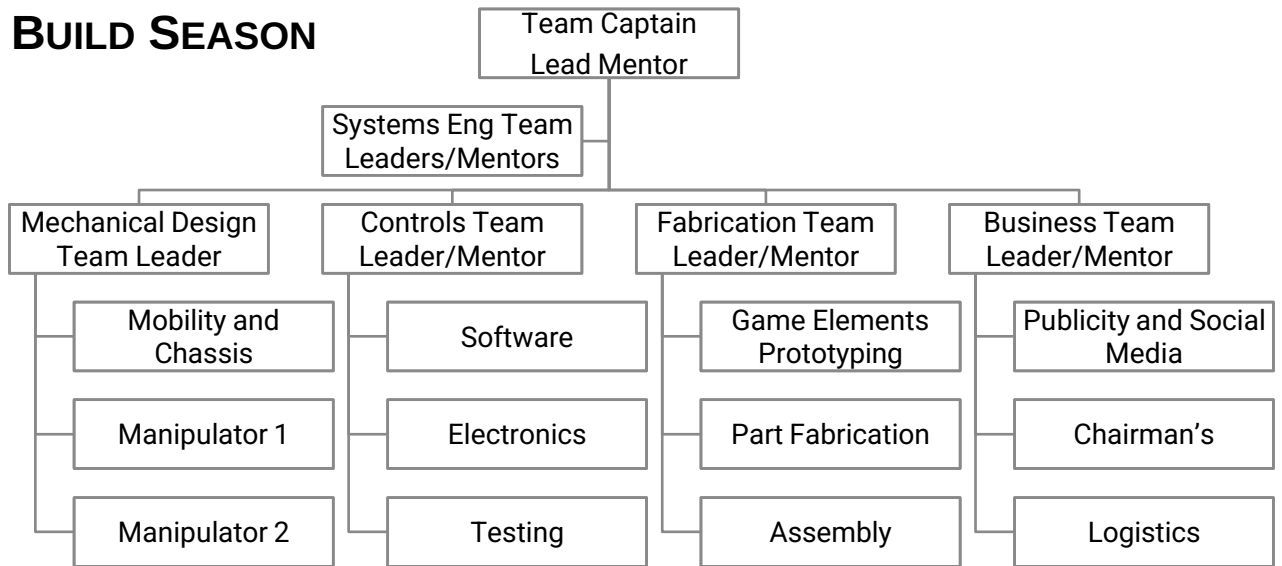 BUILD SEASON
Team Captain
Lead Mentor
Systems Eng Team
Leaders/Mentors
Mechanical Design
Team Leader
Controls Team
Leader/Mentor
Fabrication Team
Leader/Mentor
Business Team
Leader/Mentor
Mobility and
Chassis
Software
Game Elements
Prototyping
Publicity and Social
Media
Manipulator 1
Electronics
Part Fabrication
Chairman’s
Manipulator 2
Testing
Assembly
Logistics